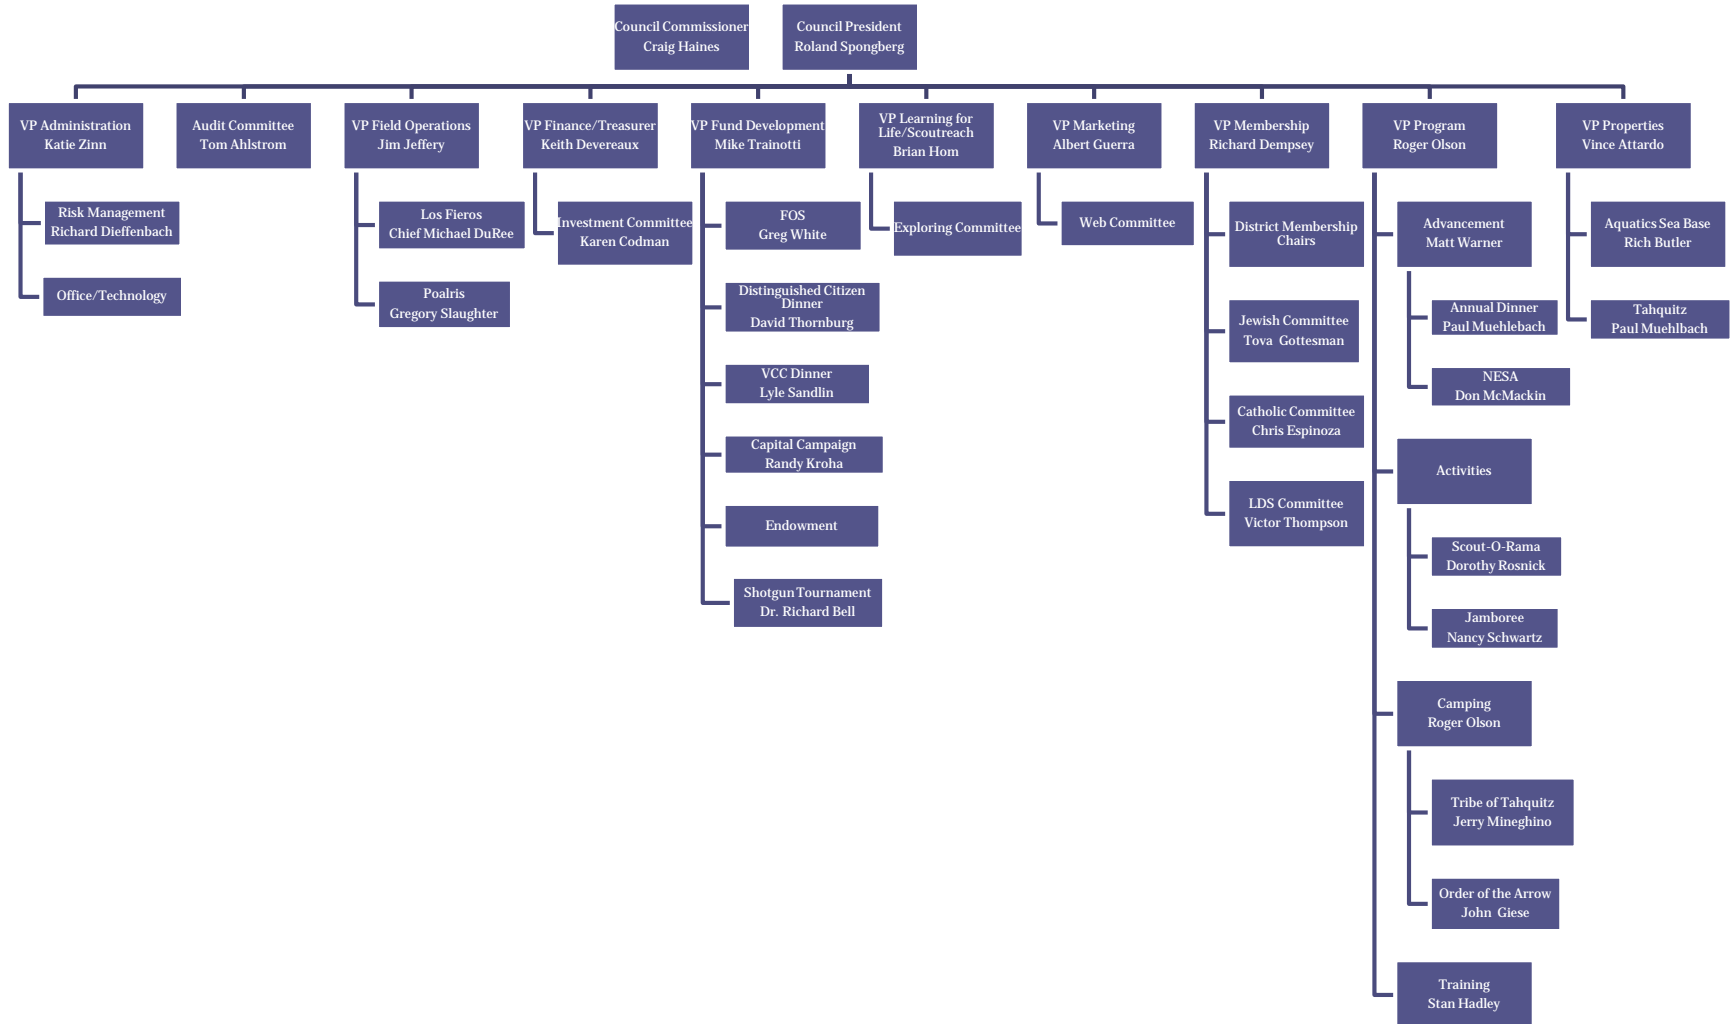 Council Commissioner
Craig Haines
Council President
Roland Spongberg
VP Administration
Katie Zinn
Audit Committee
Tom Ahlstrom
VP Field Operations
Jim Jeffery
VP Finance/Treasurer
Keith Devereaux
VP Fund Development
Mike Trainotti
VP Learning for
Life/Scoutreach
Brian Hom
VP Marketing
Albert Guerra
VP Membership
Richard Dempsey
VP Program
Roger Olson
VP Properties
Vince Attardo
Risk Management
Richard Dieffenbach
Office/Technology
Los Fieros
Chief Michael DuRee
Poalris
Gregory Slaughter
Investment Committee
Karen Codman
FOS
Greg White
Distinguished Citizen
Dinner
David Thornburg
VCC Dinner
Lyle Sandlin
Capital Campaign
Randy Kroha
Endowment
Shotgun Tournament
Dr. Richard Bell
Exploring Committee
Web Committee
District Membership
Chairs
Jewish Committee
Tova Gottesman
Catholic Committee
Chris Espinoza
LDS Committee
Victor Thompson
Advancement
Matt Warner
Annual Dinner
Paul Muehlebach
NESA
Don McMackin
Activities
Scout-O-Rama
Dorothy Rosnick
Jamboree
Nancy Schwartz
Camping
Roger Olson
Tribe of Tahquitz
Jerry Mineghino
Order of the Arrow
John Giese
Training
Stan Hadley
Aquatics Sea Base
Rich Butler
Tahquitz
Paul Muehlbach